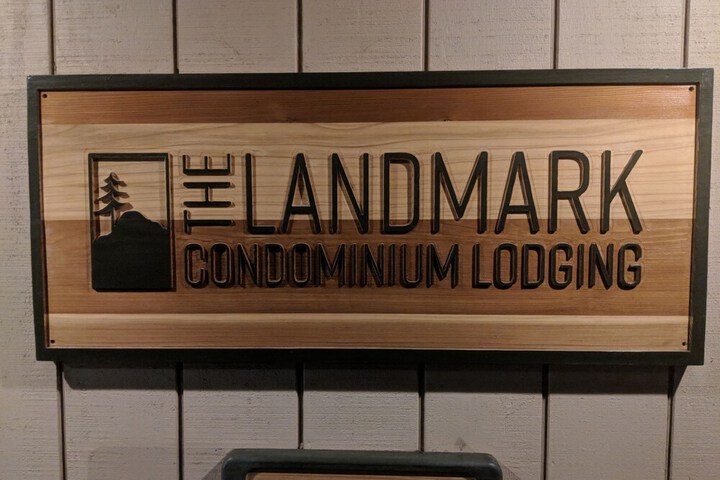 THE LANDMARK
CONDOMINIUM LODGING